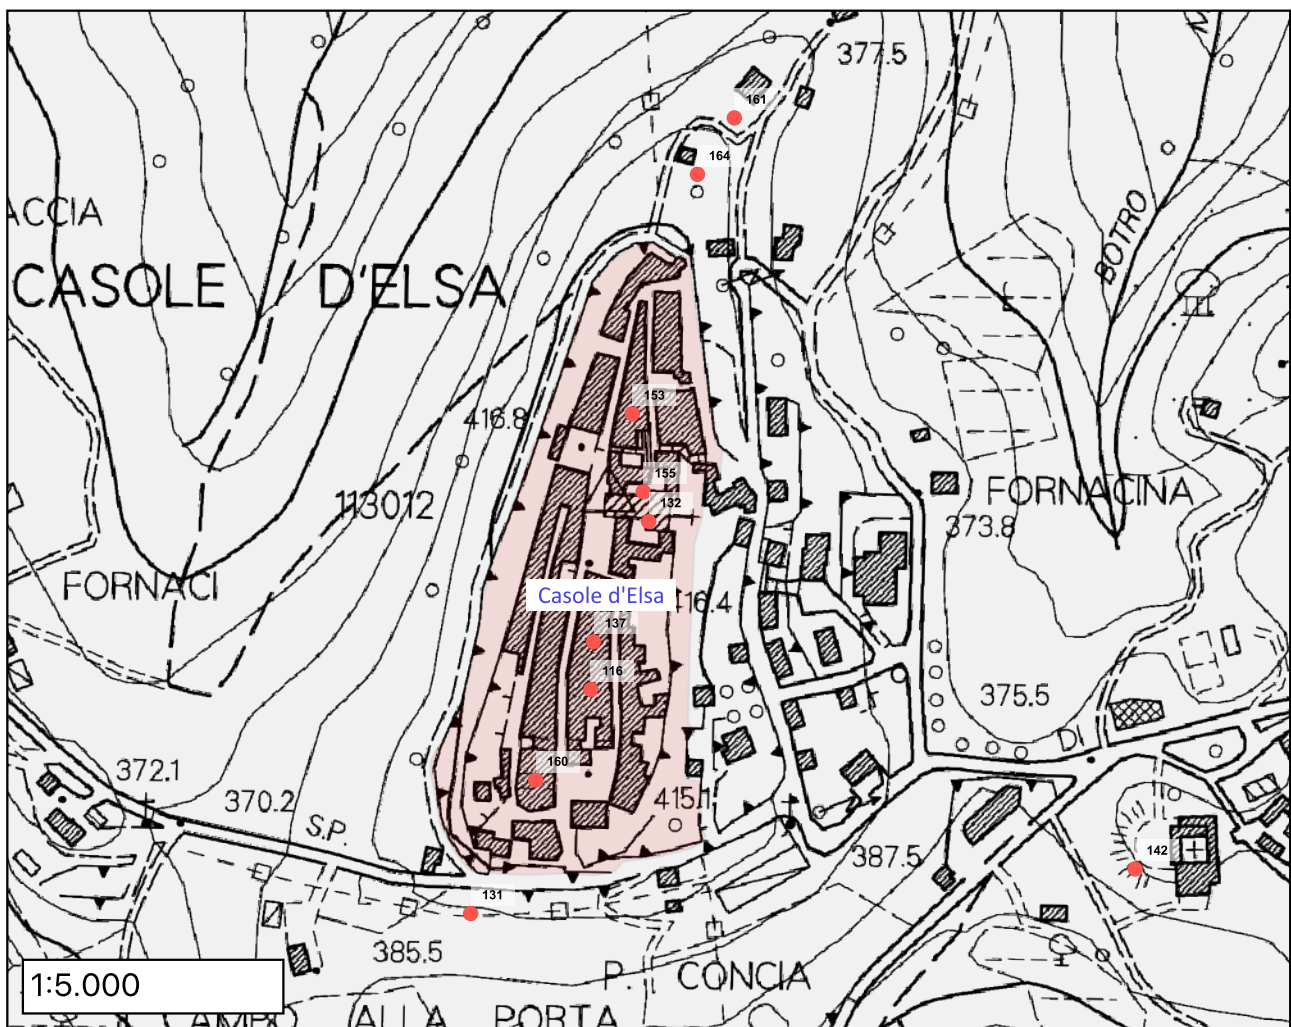 377.5
161
164
ACCIA
BOTRO
CASOLE D'ELSA
153
416.8
155
113012
132
FORNACINA
373.8
FORNACI
Casole d'Elsa
416.4
137
116
375.5
DI
160
372.1
370.2
415.1
S.P.
387.5
142
131
385.5
P. CONCIA
1:5.000
CAMPO ALLA PORTA